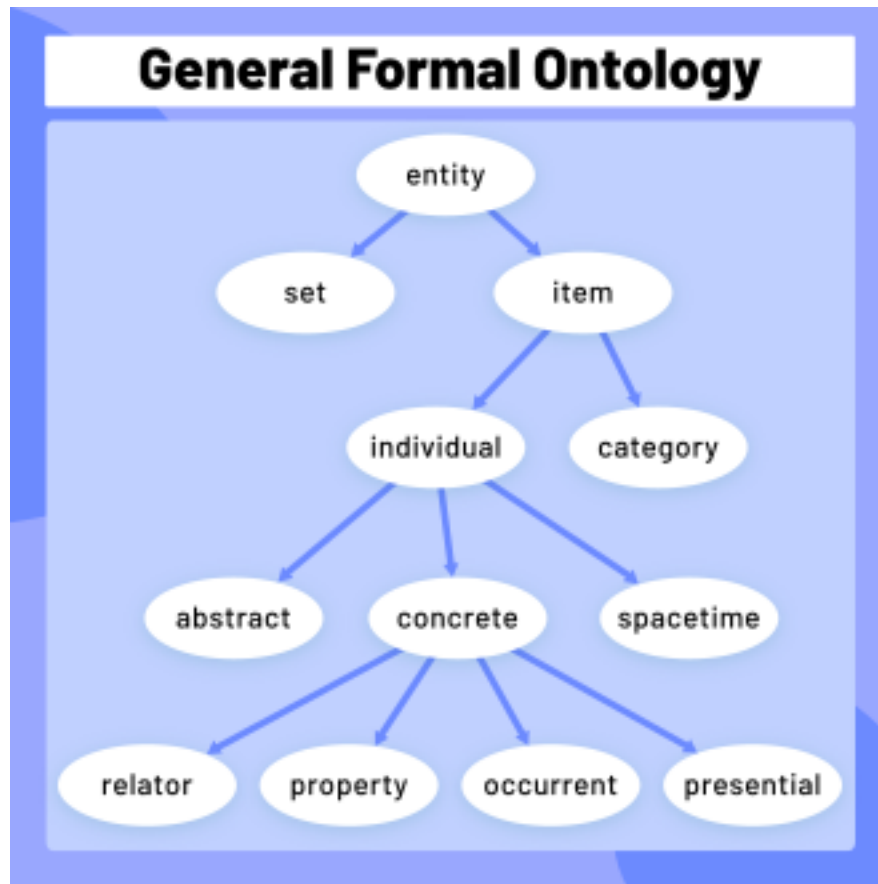 General Formal Ontology
entity
set item
individual category
abstract concrete spacetime
relator property occurrent presential